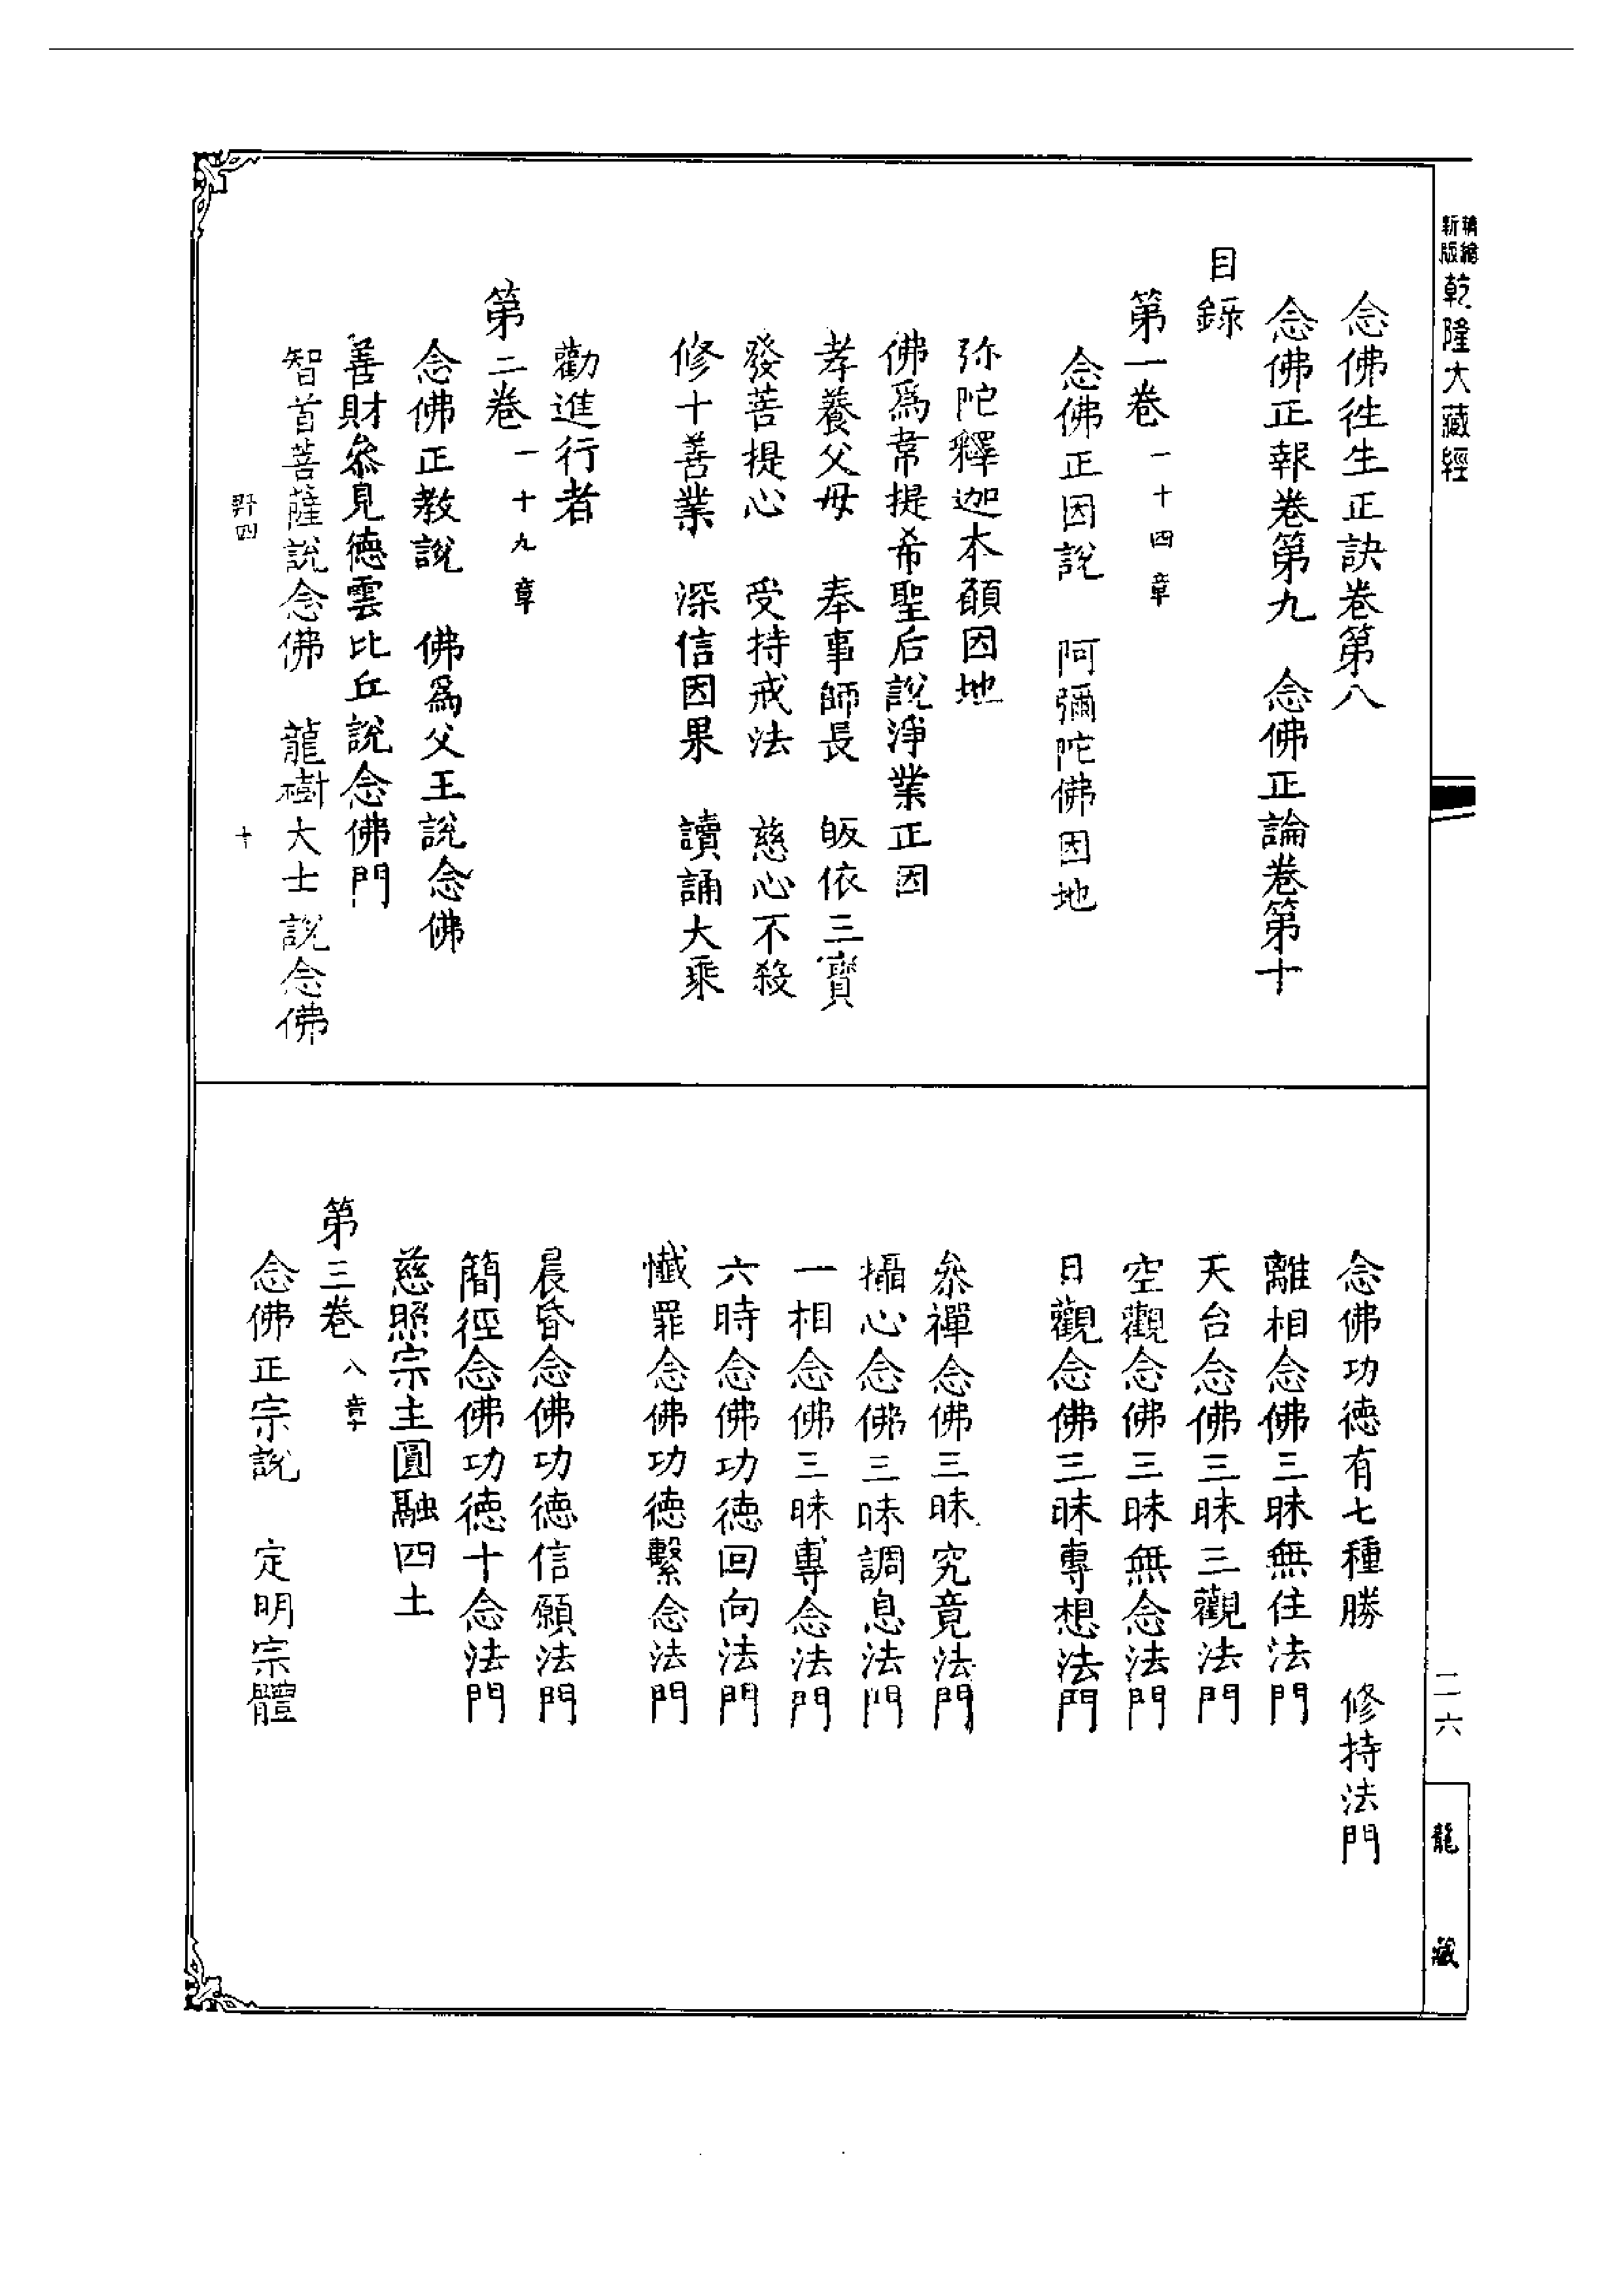 精繪新版乾隆大藏經
念佛徃生正訣卷第八
念佛正報卷第九　念佛正論卷第十
目錄
第一卷一十四章
念佛正因說　阿彌陀佛因地
弥陀釋迦本願因地
佛爲韋提希聖后說淨業正因
孝養父母　奉事師長　皈依三寶
發菩提心　受持戒法　慈心不殺
修十善業　深信因果　讀誦大乘
勸進行者
第二卷一十九章
念佛正教說　佛爲父王說念佛
善財叅見德雲比丘說念佛門
智首菩薩說念佛　龍樹大士說念佛
野四　十
念佛功德有七種勝　修持法門
離相念佛三昧無住法門
天台念佛三昧三觀法門
空觀念佛三昧無念法門
日觀念佛三昧專想法門
叅禪念佛三昧究竟法門
攝心念佛三昧調息法門
一相念佛三昧專念法門
六時念佛功德回向法門
懺罪念佛功德繫念法門
晨昏念佛功德信願法門
簡徑念佛功德十念法門
慈照宗主圓融四土
第三卷八章
念佛正宗說　定明宗體
二六
龍藏